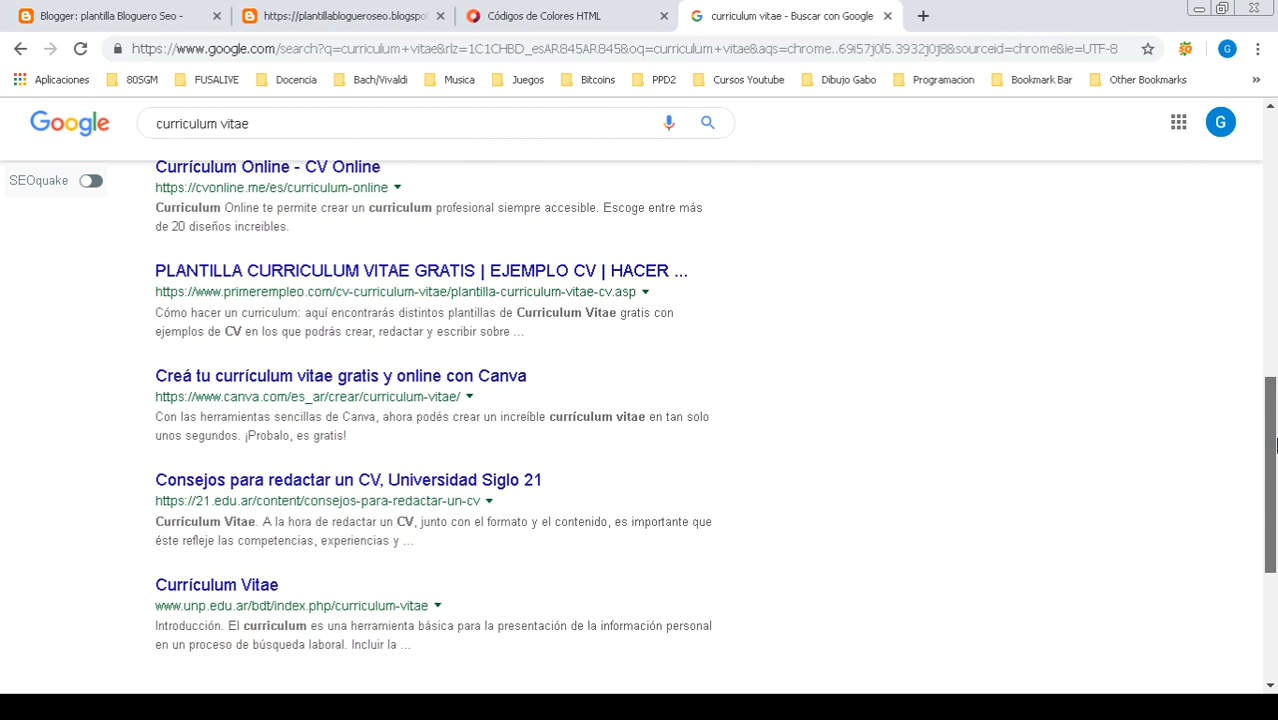 Blogger: plantilla Bloguero Seo -
https://plantillablogueroseo.blogspo
Códigos de Colores HTML
curriculum vitae - Buscar con Google
https://www.google.com/search?q=curriculum+vitae&rlz=1C1CHBD_esAR845AR845&oq=curriculum+vitae&aqs=chrome..69i57j0l5.3932j0j8&sourceid=chrome&ie=UTF-8
G
Aplicaciones
80SGM
FUSALIVE
Docencia
Bach/Vivaldi
Musica
Juegos
Bitcoins
PPD2
Cursos Youtube
Dibujo Gabo
Programacion
Bookmark Bar
Other Bookmarks
»
Google
curriculum vitae
G
SEOquake
Currículum Online - CV Online
https://cvonline.me/es/curriculum-online
Curriculum Online te permite crear un curriculum profesional siempre accesible. Escoge entre más
de 20 diseños increibles.
PLANTILLA CURRICULUM VITAE GRATIS | EJEMPLO CV | HACER ...
https://www.primerempleo.com/cv-curriculum-vitae/plantilla-curriculum-vitae-cv.asp
Cómo hacer un curriculum: aquí encontrarás distintos plantillas de Curriculum Vitae gratis con
ejemplos de CV en los que podrás crear, redactar y escribir sobre ...
Creá tu currículum vitae gratis y online con Canva
https://www.canva.com/es_ar/crear/curriculum-vitae/
Con las herramientas sencillas de Canva, ahora podés crear un increíble currículum vitae en tan solo
unos segundos. ¡Probalo, es gratis!
Consejos para redactar un CV, Universidad Siglo 21
https://21.edu.ar/content/consejos-para-redactar-un-cv
Currículum Vitae. A la hora de redactar un CV, junto con el formato y el contenido, es importante que
éste refleje las competencias, experiencias y ...
Currículum Vitae
www.unp.edu.ar/bdt/index.php/curriculum-vitae
Introducción. El curriculum es una herramienta básica para la presentación de la información personal
en un proceso de búsqueda laboral. Incluir la ...